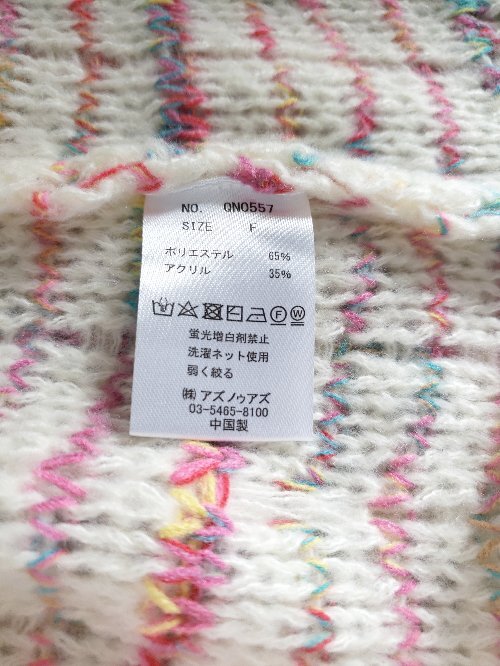 NO. QN0557
SIZE F
ポリエステル 65%
アクリル 35%
蛍光増白剤禁止
洗濯ネット使用
弱く絞る
㈱ アズノゥアズ
03-5465-8100
中国製